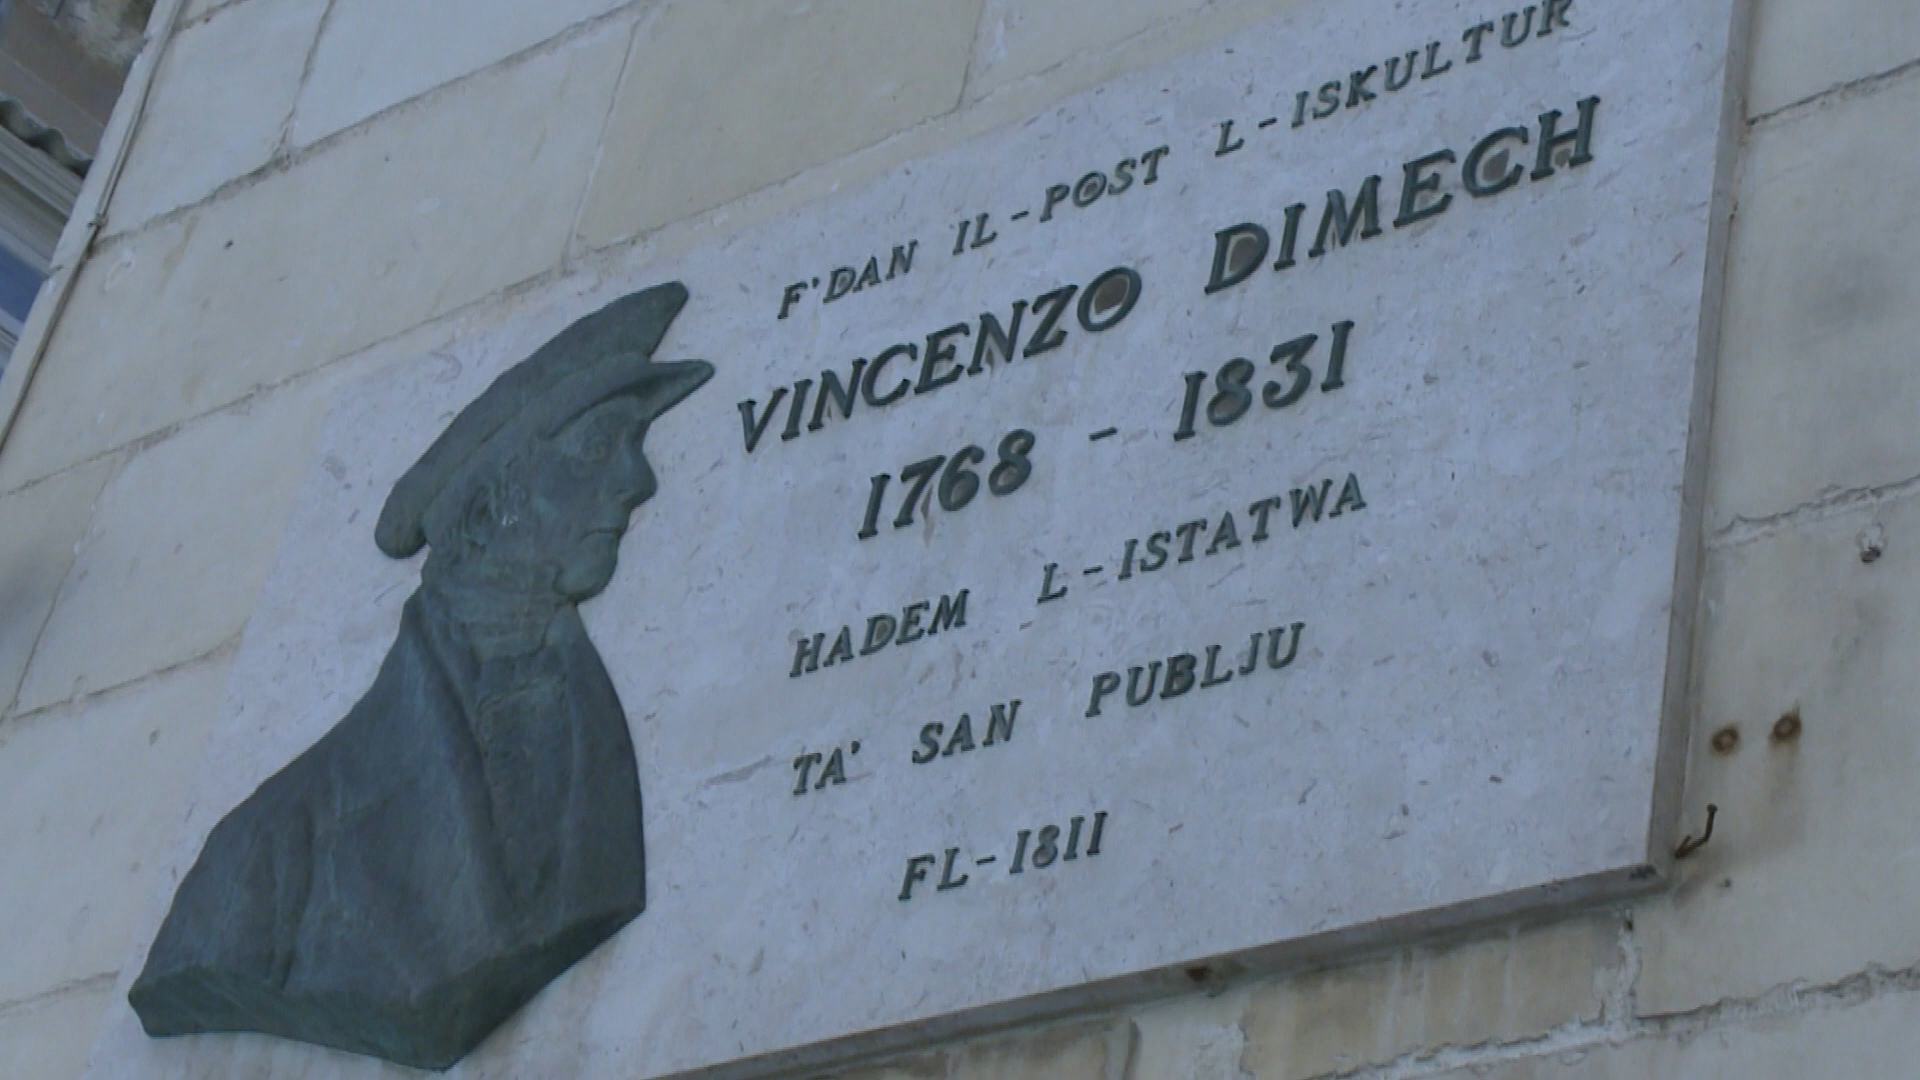 F'DAN IL-POST L-ISKULTUR
VINCENZO DIMECH
1768 - 1831
HADEM L-ISTATWA
TA' SAN PUBLJU
FL-1811